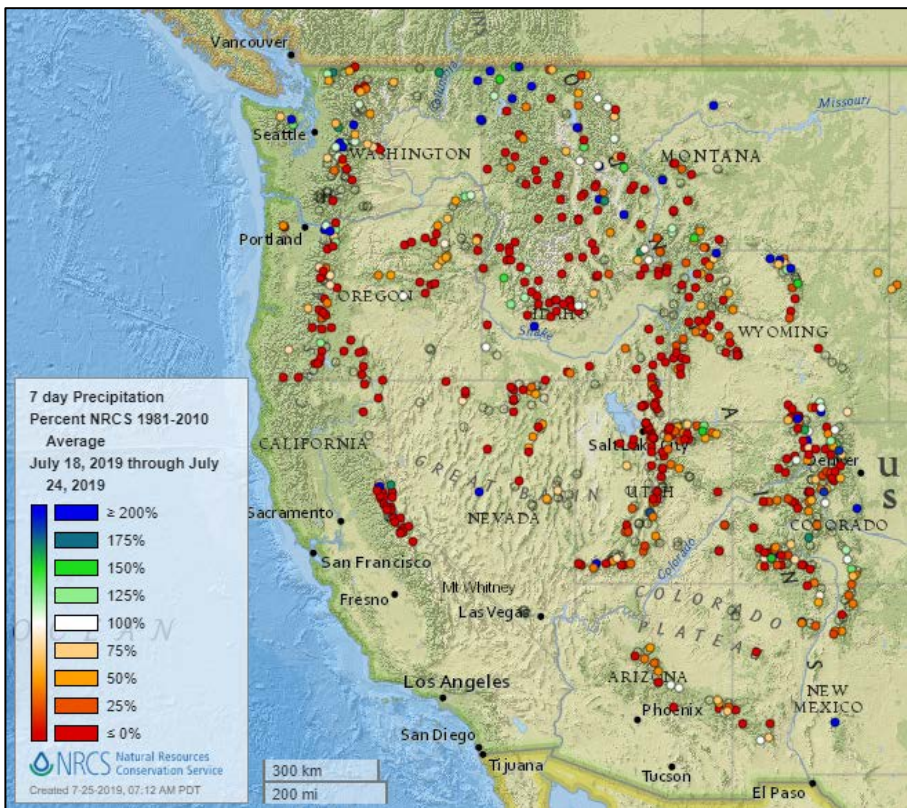 Vancouver
Columbia
Missouri
Seattle
WASHINGTON
MONTANA
Portland
OREGON
IDAHO
WYOMING
Snake
7 day Precipitation
Percent NRCS 1981-2010
Average
July 18, 2019 through July
24, 2019
≥ 200%
175%
150%
125%
100%
75%
50%
25%
≤ 0%
NRCS Natural Resources
Conservation Service
Created 7-25-2019, 07:12 AM PDT
CALIFORNIA
Salt Lake City
Denver
GREAT BASIN
UTAH
NEVADA
COLORADO
Sacramento
San Francisco
Colorado
Mt Whitney
Fresno
Las Vegas
COLORADO
PLATEAU
OCEAN
Los Angeles
ARIZONA
Phoenix
NEW
MEXICO
San Diego
Tijuana
Tucson
El Paso
300 km
200 mi
US